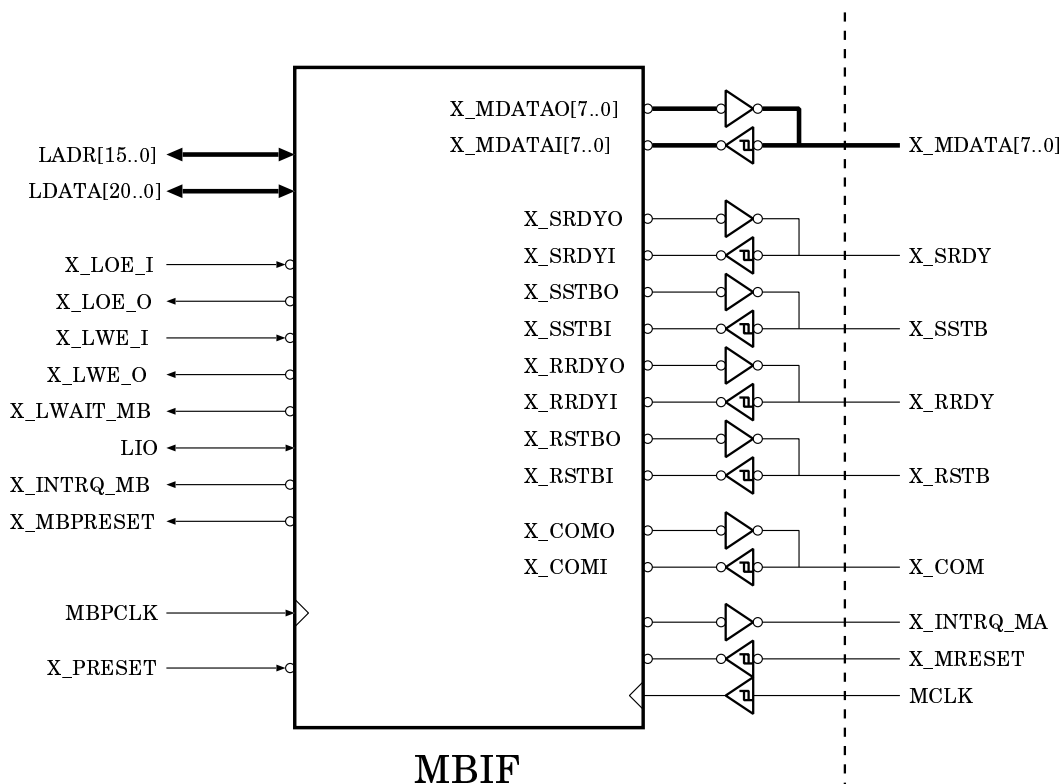 X_MDATAO[7..0]
X_MDATAI[7..0]
X_MDATA[7..0]
LADR[15..0]
LDATA[20..0]
X_SRDYO
X_SRDYI
X_SRDY
X_LOE_I
X_SSTBO
X_LOE_O
X_SSTBI
X_SSTB
X_LWE_I
X_RRDYO
X_LWE_O
X_RRDYI
X_RRDY
X_LWAIT_MB
X_RSTBO
LIO
X_RSTBI
X_RSTB
X_INTRQ_MB
X_MBPRESET
X_COMO
X_COMI
X_COM
MBPCLK
X_INTRQ_MA
X_PRESET
X_MRESET
MCLK
MBIF